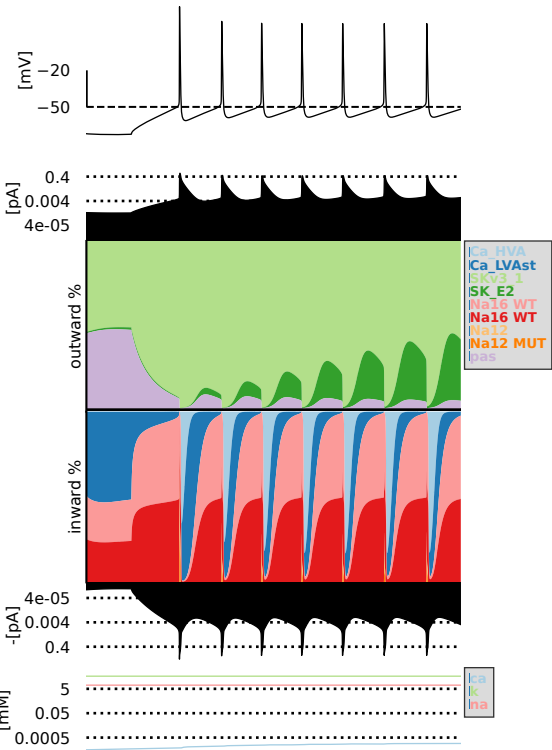 [mV]
−20
−50
[pA]
0.4
0.004
4e-05
outward %
Ca_HVA
Ca_LVAst
SKv3_1
SK_E2
Na16 WT
Na16 WT
Na12
Na12 MUT
pas
inward %
-[pA]
4e-05
0.004
0.4
[mM]
5
0.05
0.0005
ca
k
na